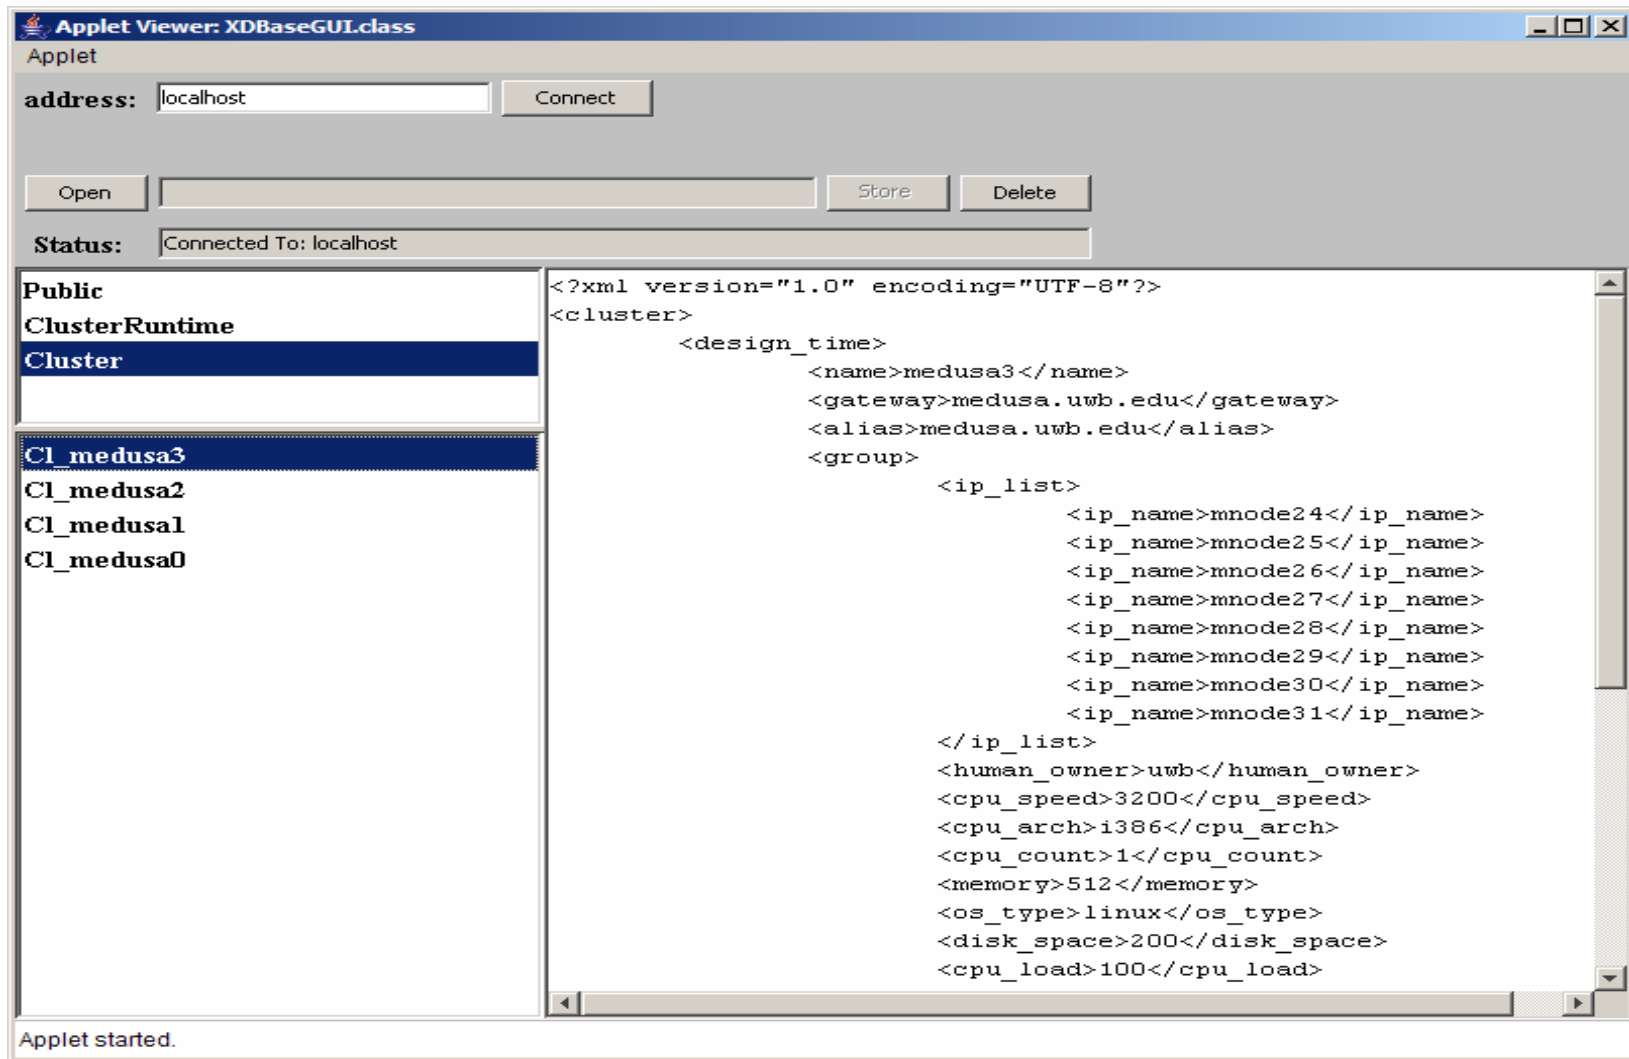 Applet Viewer: XDBaseGUI.class
Applet
address: localhost Connect
Open Store Delete
Status: Connected To: localhost
Public
ClusterRuntime
Cluster
Cl_medusa3
Cl_medusa2
Cl_medusa1
Cl_medusa0
<?xml version="1.0" encoding="UTF-8"?>
<cluster>
<design_time>
<name>medusa3</name>
<gateway>medusa.uwb.edu</gateway>
<alias>medusa.uwb.edu</alias>
<group>
<ip_list>
<ip_name>mnode24</ip_name>
<ip_name>mnode25</ip_name>
<ip_name>mnode26</ip_name>
<ip_name>mnode27</ip_name>
<ip_name>mnode28</ip_name>
<ip_name>mnode29</ip_name>
<ip_name>mnode30</ip_name>
<ip_name>mnode31</ip_name>
</ip_list>
<human_owner>uwb</human_owner>
<cpu_speed>3200</cpu_speed>
<cpu_arch>i386</cpu_arch>
<cpu_count>1</cpu_count>
<memory>512</memory>
<os_type>linux</os_type>
<disk_space>200</disk_space>
<cpu_load>100</cpu_load>
Applet started.